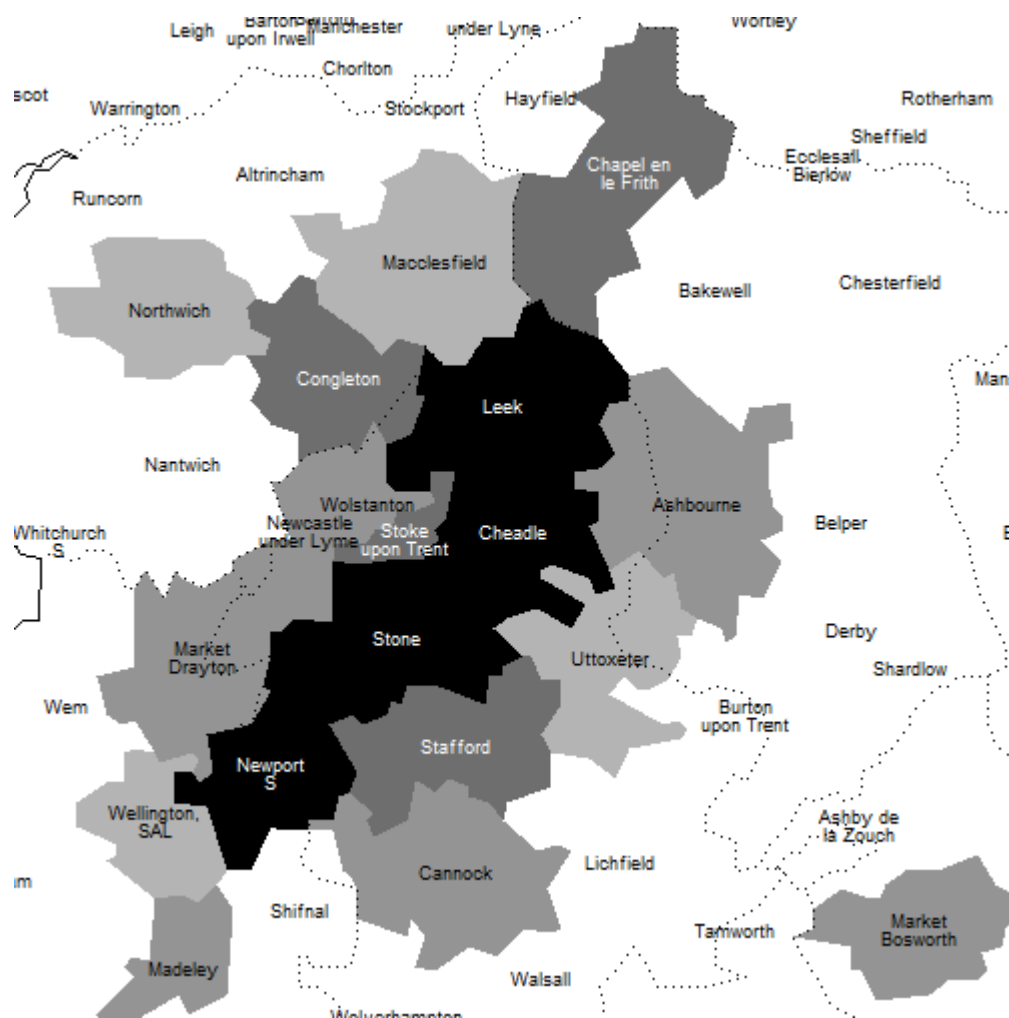 Wortley
Leigh
upon Irwell
Manchester
under Lyne
Chorlton
scot
Warrington
Stockport
Hayfield
Rotherham
Sheffield
Ecclesall
Bierlow
Chapel en
le Frith
Altrincham
Runcorn
Macclesfield
Bakewell
Chesterfield
Northwich
Congleton
Man
Leek
Nantwich
Wolstanton
Ashbourne
Newcastle
under Lyme
Stoke
upon Trent
Cheadle
Belper
Whitchurch
S
E
Stone
Derby
Market
Drayton
Uttoxeter
Shardlow
Wem
Burton
upon Trent
Stafford
Newport
S
Wellington,
SAL
Ashby de
la Zouch
Cannock
Lichfield
m
Shifnal
Tamworth
Market
Bosworth
Madeley
Walsall
Wolverhampton